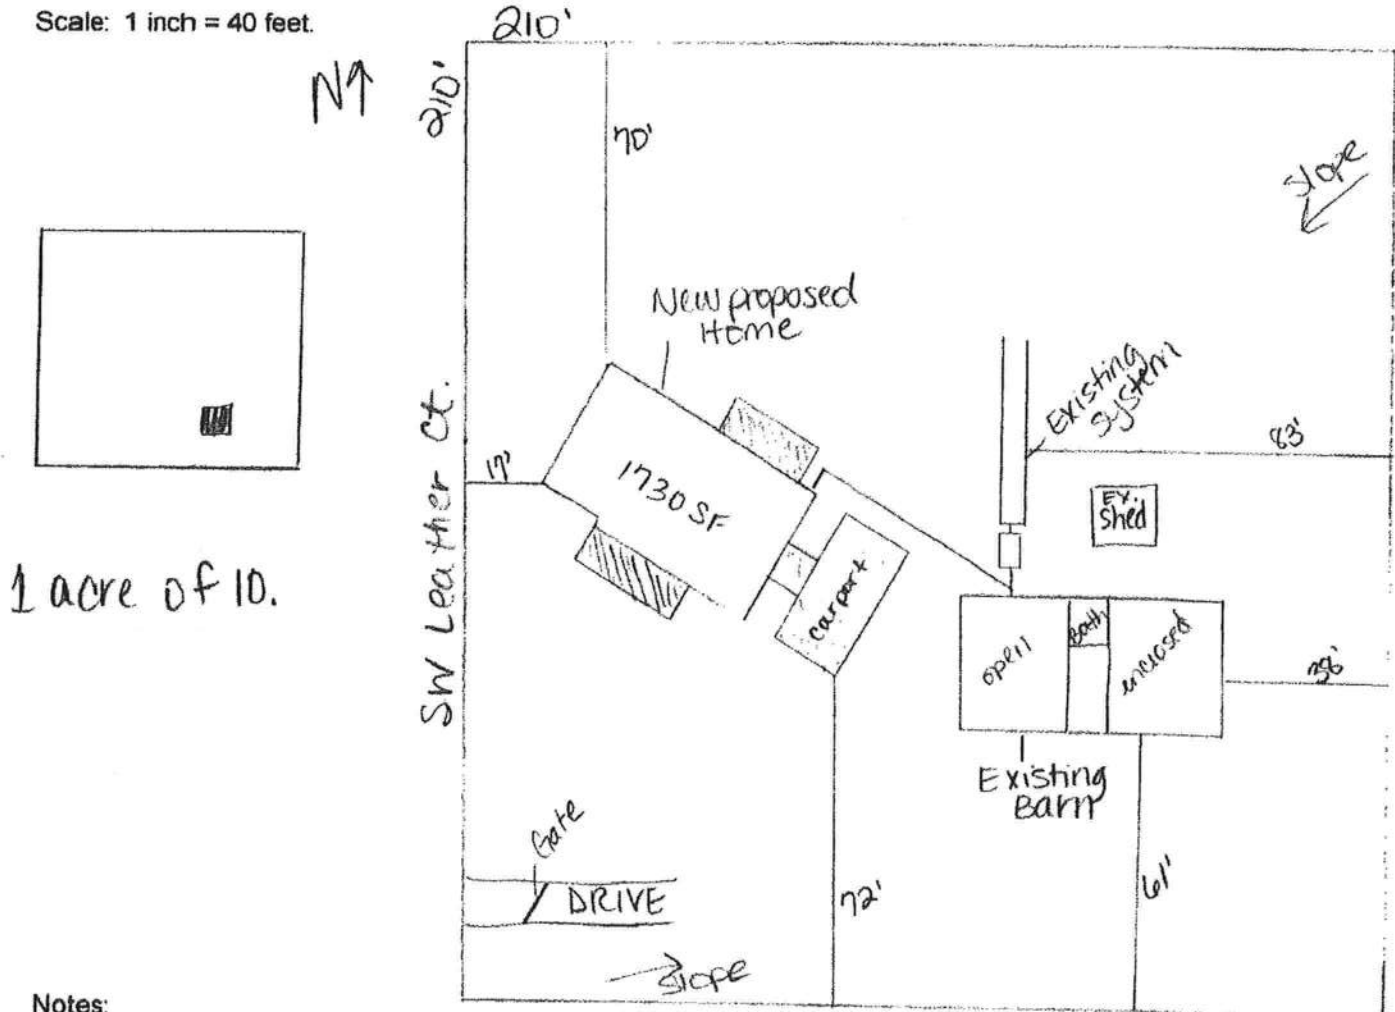 Scale: 1 inch = 40 feet.
210'
N↑
210'
70'
Slope
New proposed
Home
Existing
System
83'
SW Leather Ct.
17'
1730 SF
Ex.
Shed
1 acre of 10.
carport
open
Bath
enclosed
38'
Existing
Barn
Gate
DRIVE
72'
61'
Slope
Notes: